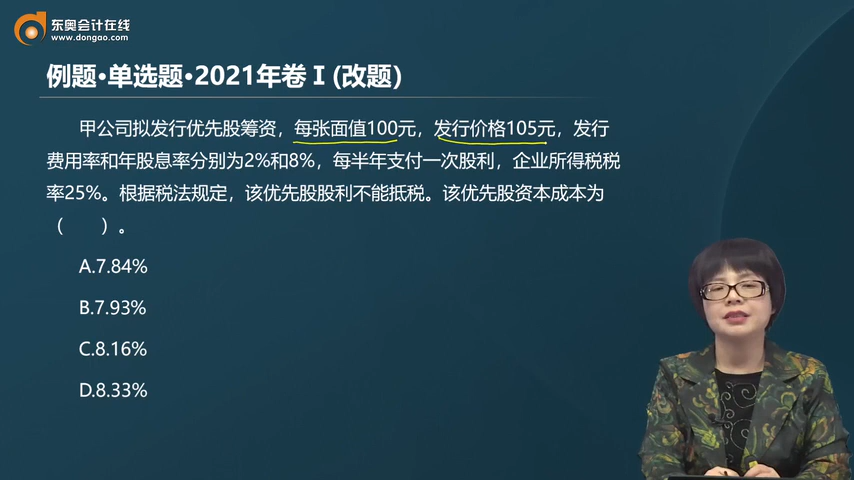 东奥会计在线
www.dongao.com
例题•单选题•2021年卷Ⅰ(改题)
甲公司拟发行优先股筹资，每张面值100元，发行价格105元，发行
费用率和年股息率分别为2%和8%，每半年支付一次股利，企业所得税税
率25%。根据税法规定，该优先股股利不能抵税。该优先股资本成本为
（　　）。
A.7.84%
B.7.93%
C.8.16%
D.8.33%